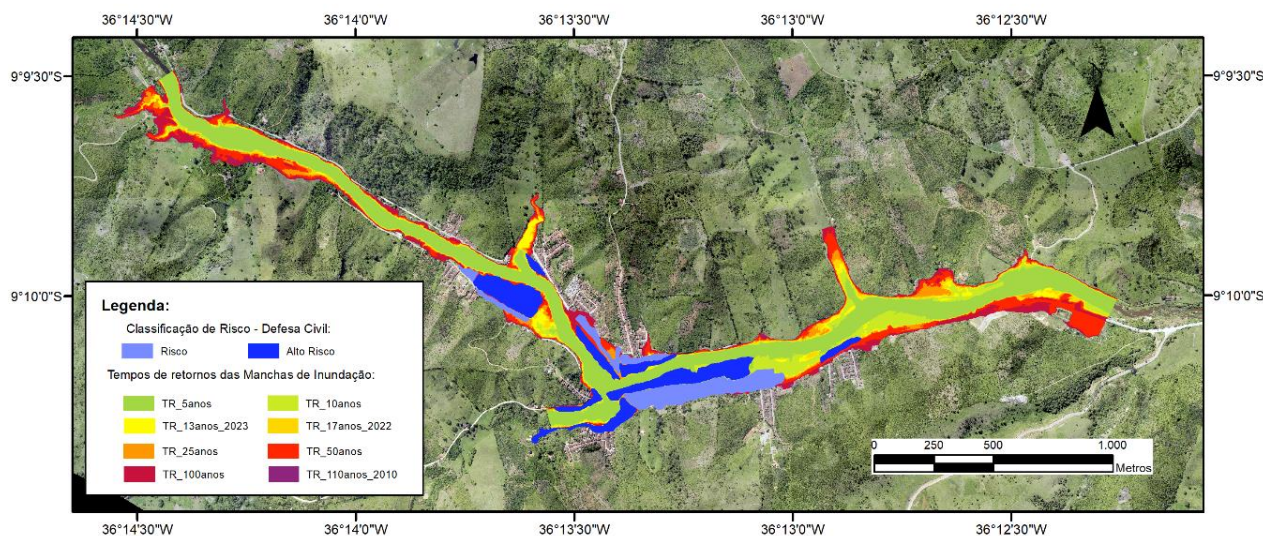 36°14'30"W 36°14'0"W 36°13'30"W 36°13'0"W 36°12'30"W
9°9'30"S 9°9'30"S
9°10'0"S 9°10'0"S
Legenda:
Classificação de Risco - Defesa Civil:
Risco Alto Risco
Tempos de retornos das Manchas de Inundação:
TR_5anos TR_10anos
TR_13anos_2023 TR_17anos_2022
TR_25anos TR_50anos
TR_100anos TR_110anos_2010
0 250 500 1.000
Metros
36°14'30"W 36°14'0"W 36°13'30"W 36°13'0"W 36°12'30"W